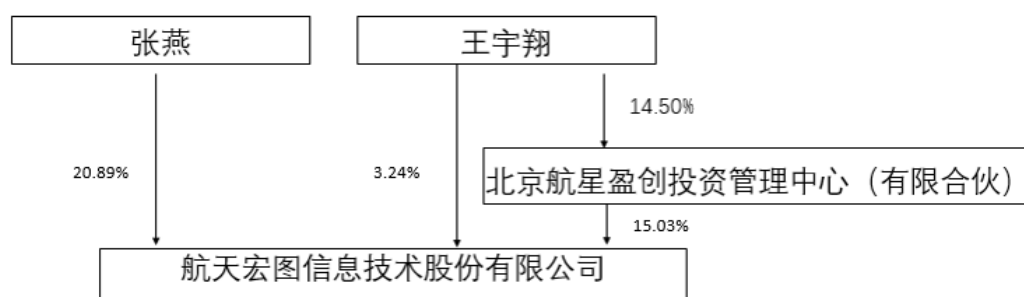 张燕
王宇翔
14.50%
20.89%
3.24%
北京航星盈创投资管理中心（有限合伙）
15.03%
航天宏图信息技术股份有限公司